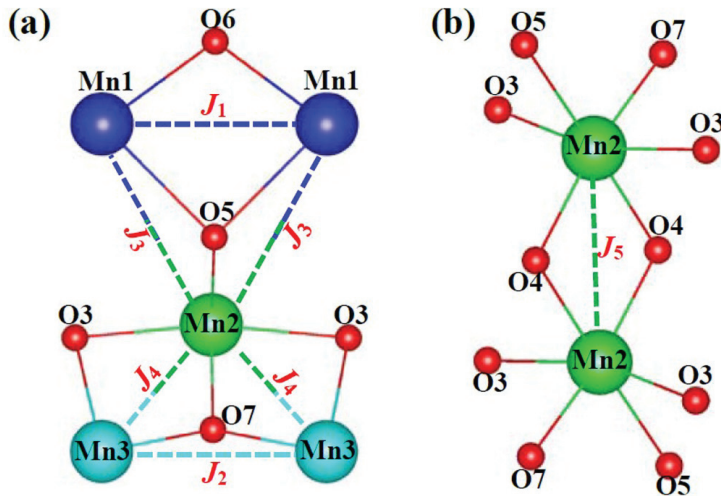 (a)
O6
Mn1 Mn1
J1
O5
J3 J3
O3 Mn2 O3
J4 J4
O7
Mn3 Mn3
J2
(b)
O5 O7
O3
O3
Mn2
O4
J5
O4
Mn2
O3
O3
O7
O5